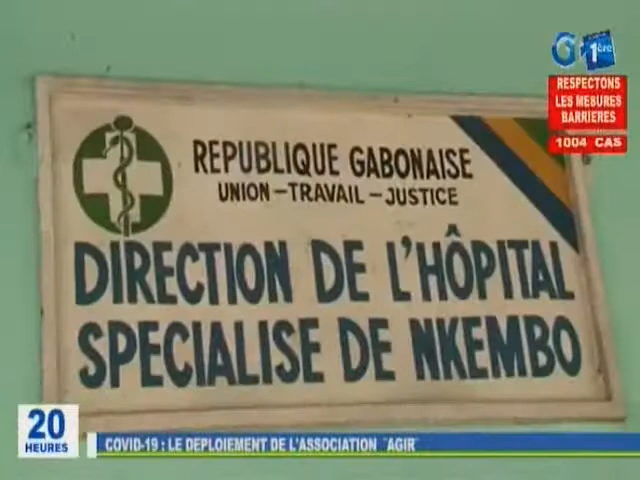 G 1ère
RESPECTONS
LES MESURES
BARRIERES
1004 CAS
REPUBLIQUE GABONAISE
UNION - TRAVAIL - JUSTICE
DIRECTION DE L'HÔPITAL
SPECIALISE DE NKEMBO
20
HEURES
COVID-19 : LE DEPLOIEMENT DE L'ASSOCIATION "AGIR"